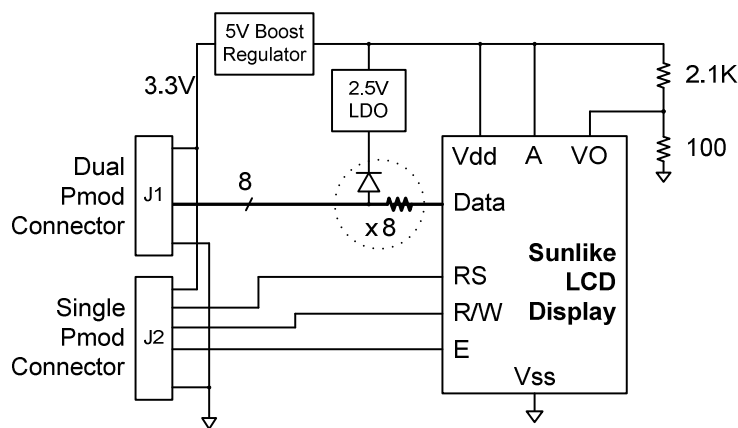 5V Boost
Regulator
3.3V
2.5V
LDO
2.1K
100
Dual
Pmod
Connector
J1
8
x8
Vdd A VO
Data
RS
R/W
E
Vss
Sunlike
LCD
Display
Single
Pmod
Connector
J2